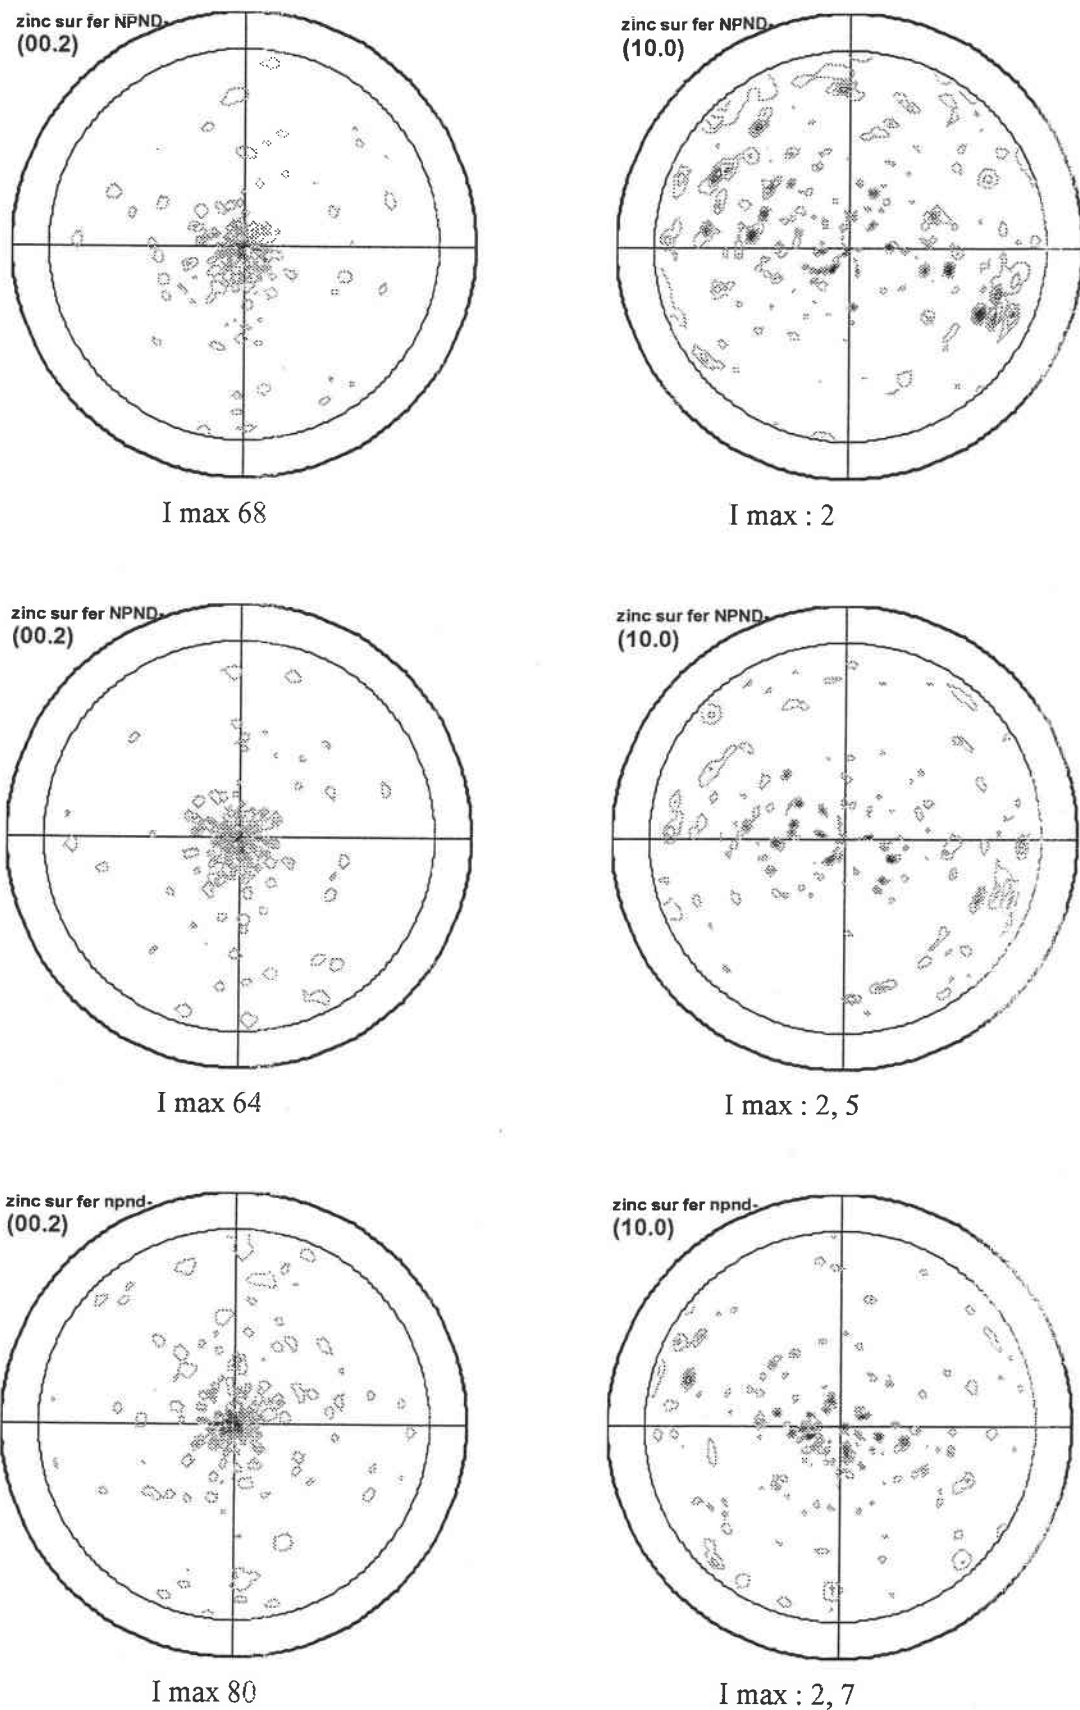 zinc sur fer NPND-
(00.2)
zinc sur fer NPND-
(10.0)
I max 68
I max : 2
zinc sur fer NPND-
(00.2)
zinc sur fer NPND-
(10.0)
I max 64
I max : 2, 5
zinc sur fer npnd-
(00.2)
zinc sur fer npnd-
(10.0)
I max 80
I max : 2, 7